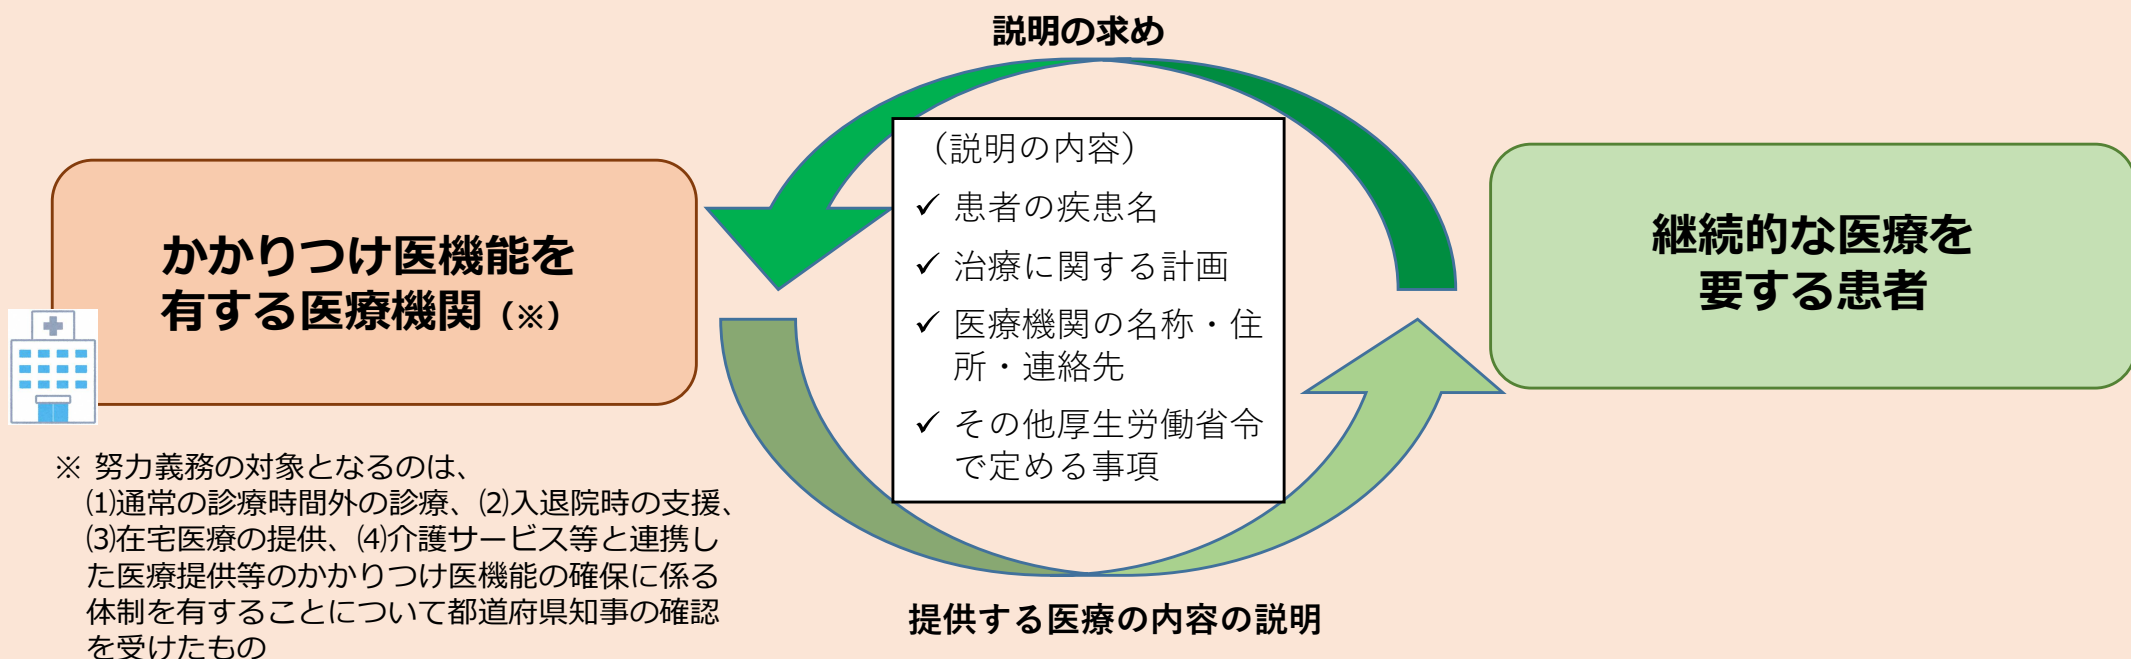 説明の求め
かかりつけ医機能を
有する医療機関（※）
（説明の内容）
✓ 患者の疾患名
✓ 治療に関する計画
✓ 医療機関の名称・住
所・連絡先
✓ その他厚生労働省令
で定める事項
継続的な医療を
要する患者
※ 努力義務の対象となるのは、
⑴通常の診療時間外の診療、⑵入退院時の支援、
⑶在宅医療の提供、⑷介護サービス等と連携し
た医療提供等のかかりつけ医機能の確保に係る
体制を有することについて都道府県知事の確認
を受けたもの
提供する医療の内容の説明